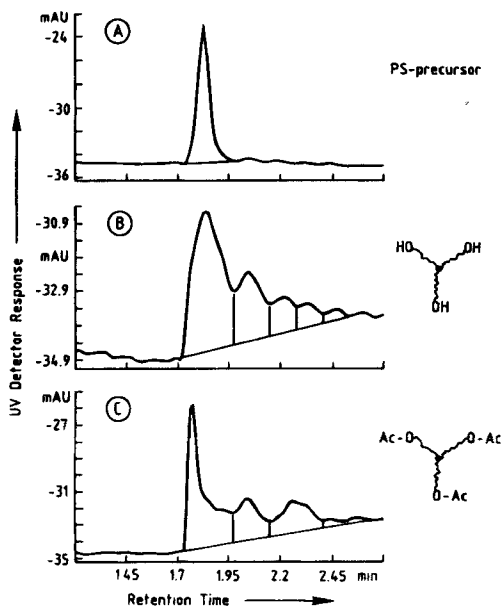 mAU
-24
-30
-36
A
PS-precursor
-30.9
mAU
-32.9
-34.9
B
HO
OH
OH
mAU
-27
-31
-35
C
Ac-O
O-Ac
O-Ac
1.45 1.7 1.95 2.2 2.45 min
Retention Time
UV Detector Response